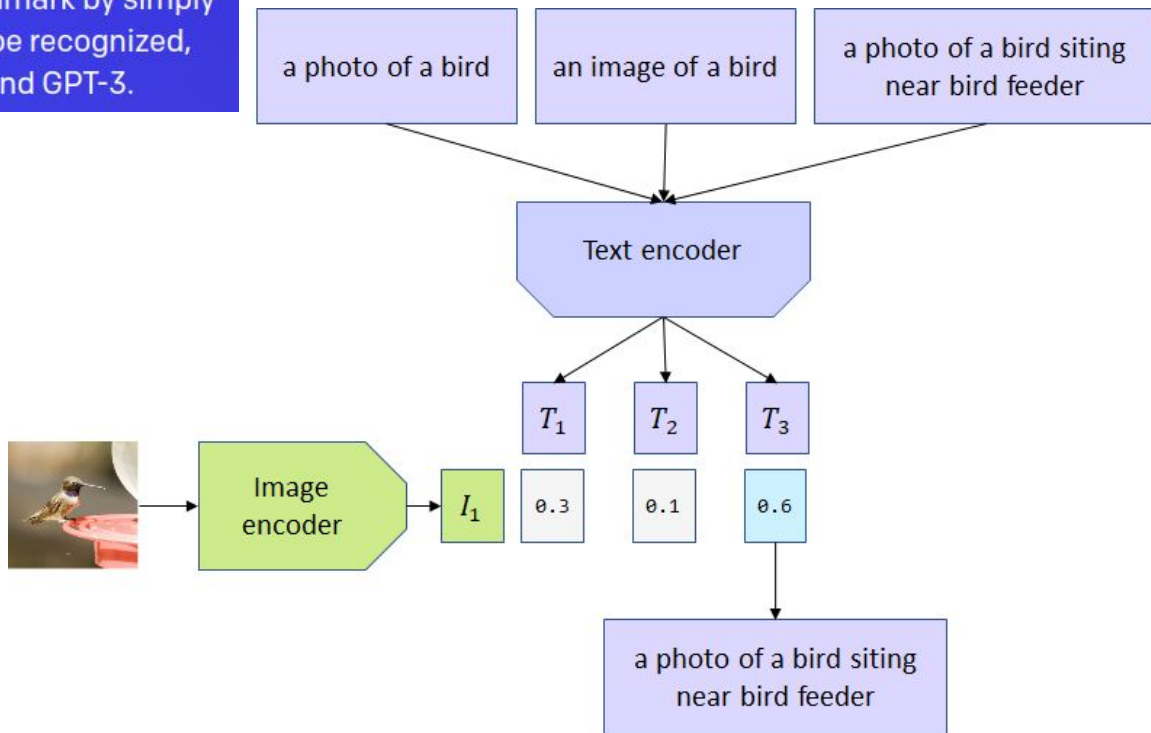 mark by simply
be recognized,
nd GPT-3.
a photo of a bird
an image of a bird
a photo of a bird siting
near bird feeder
Text encoder
T₁
T₂
T₃
Image
encoder
I₁
0.3
0.1
0.6
a photo of a bird siting
near bird feeder